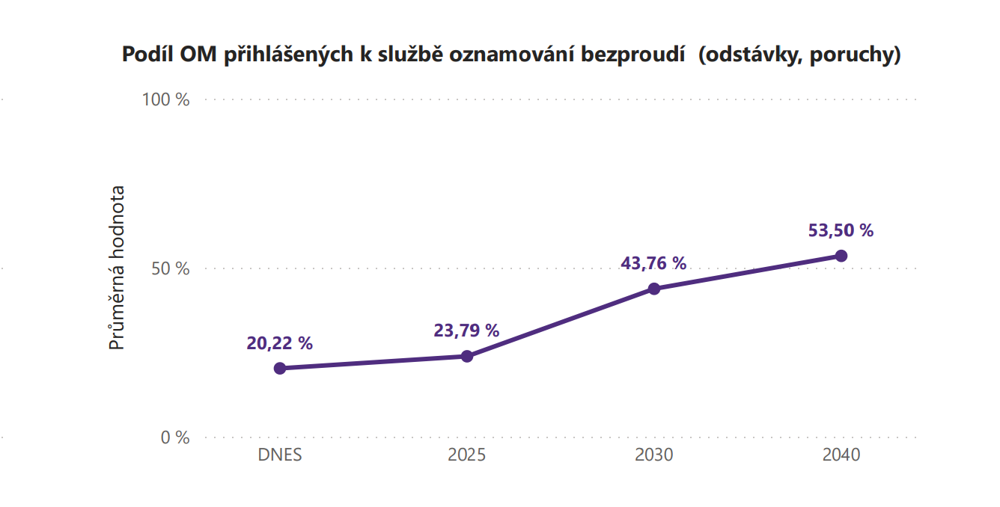 Podíl OM přihlášených k službě oznamování bezproudí  (odstávky, poruchy)
100 %
Průměrná hodnota
53,50 %
50 %
43,76 %
23,79 %
20,22 %
0 %
DNES 2025 2030 2040